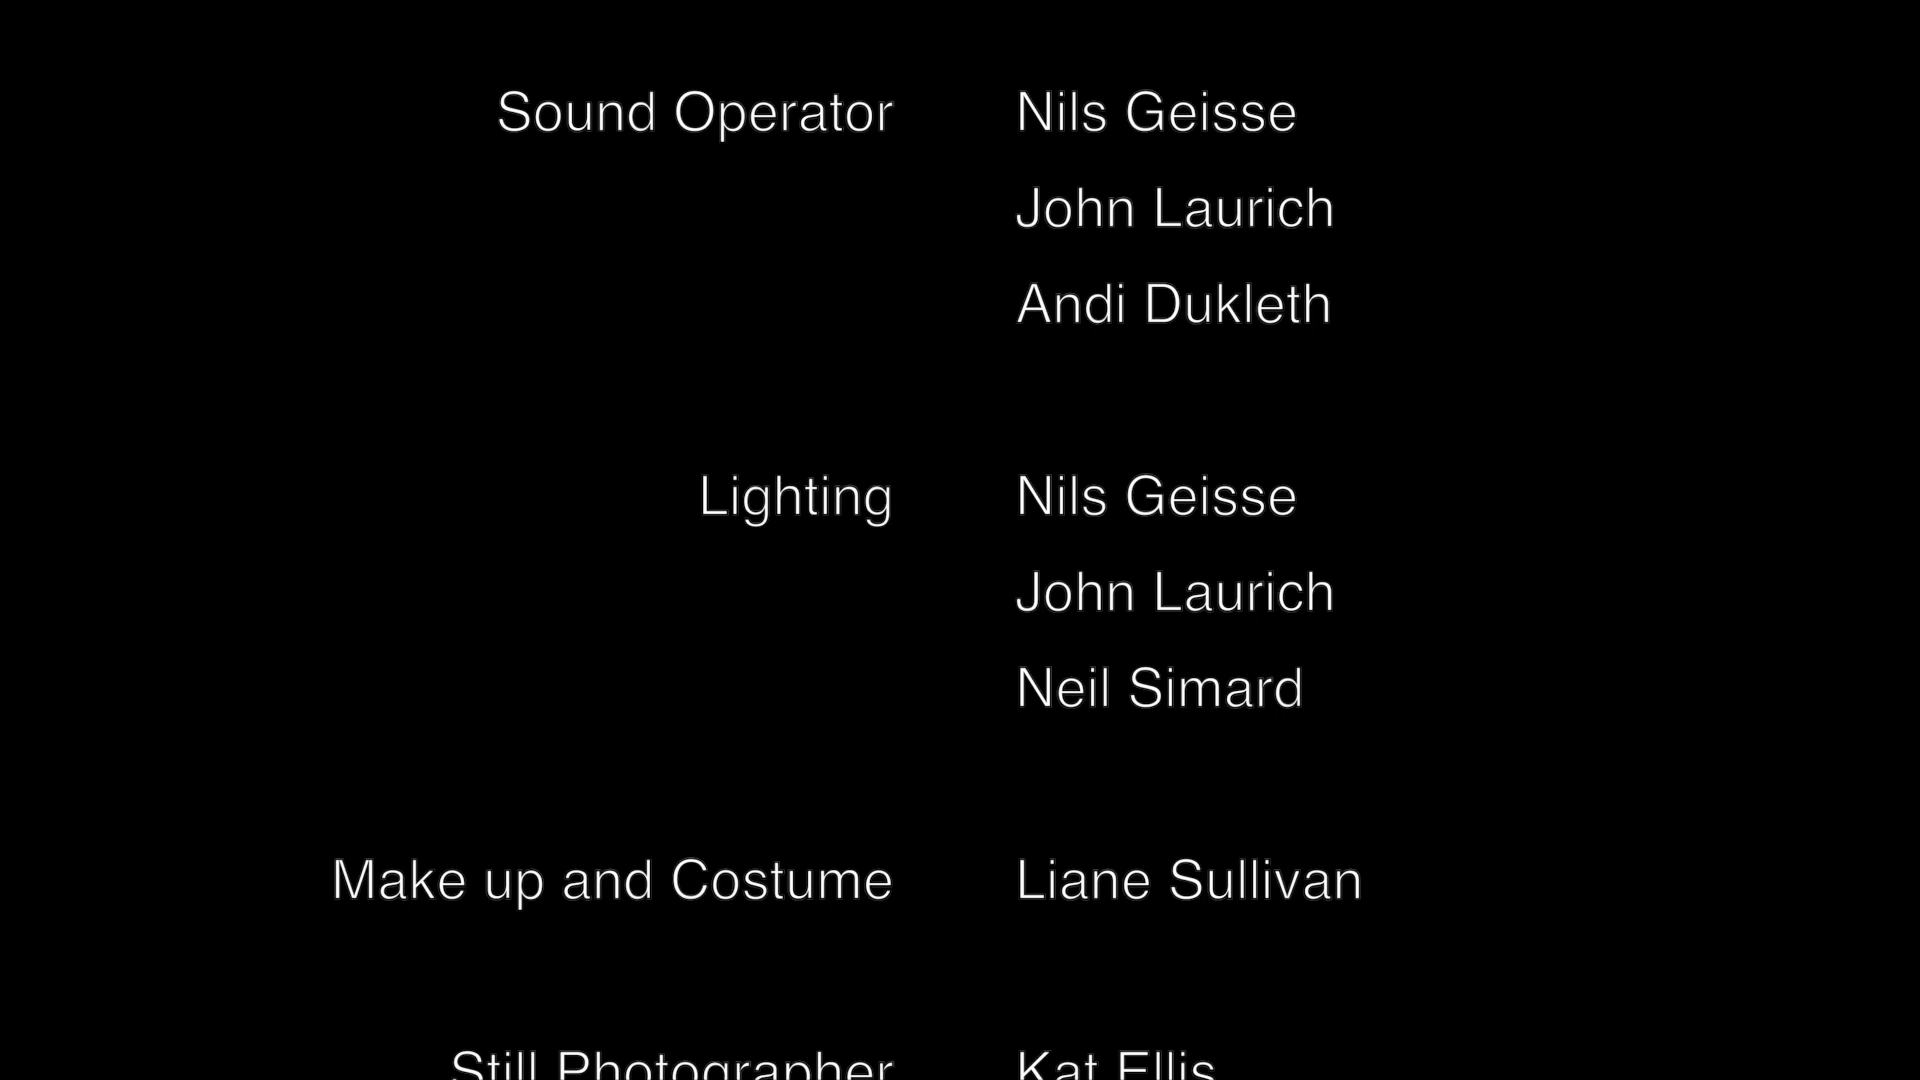 Sound Operator Nils Geisse
John Laurich
Andi Dukleth
Lighting Nils Geisse
John Laurich
Neil Simard
Make up and Costume Liane Sullivan
Still Photographer Kat Ellis